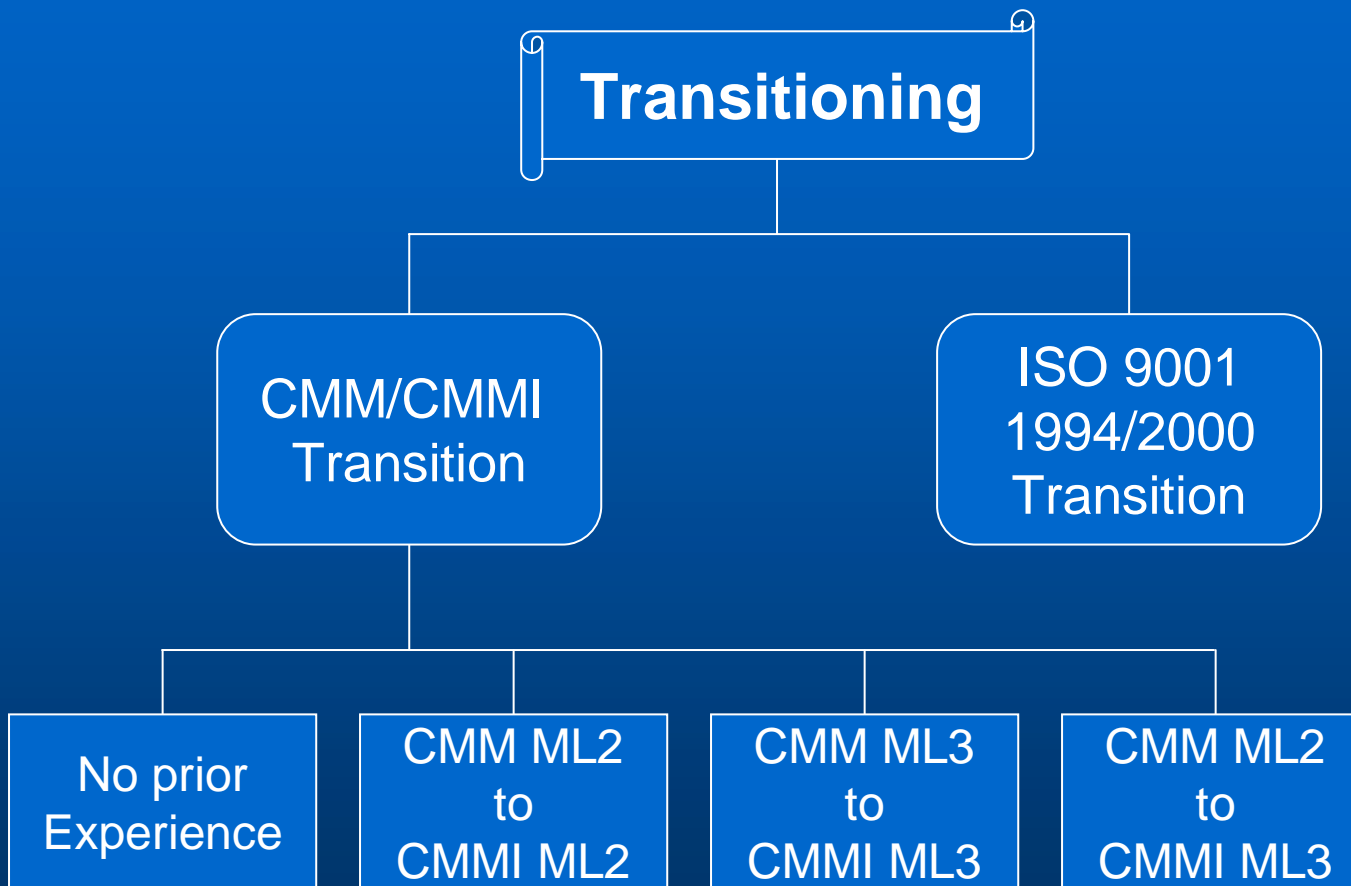 Transitioning
CMM/CMMI
Transition
ISO 9001
1994/2000
Transition
No prior
Experience
CMM ML2
to
CMMI ML2
CMM ML3
to
CMMI ML3
CMM ML2
to
CMMI ML3